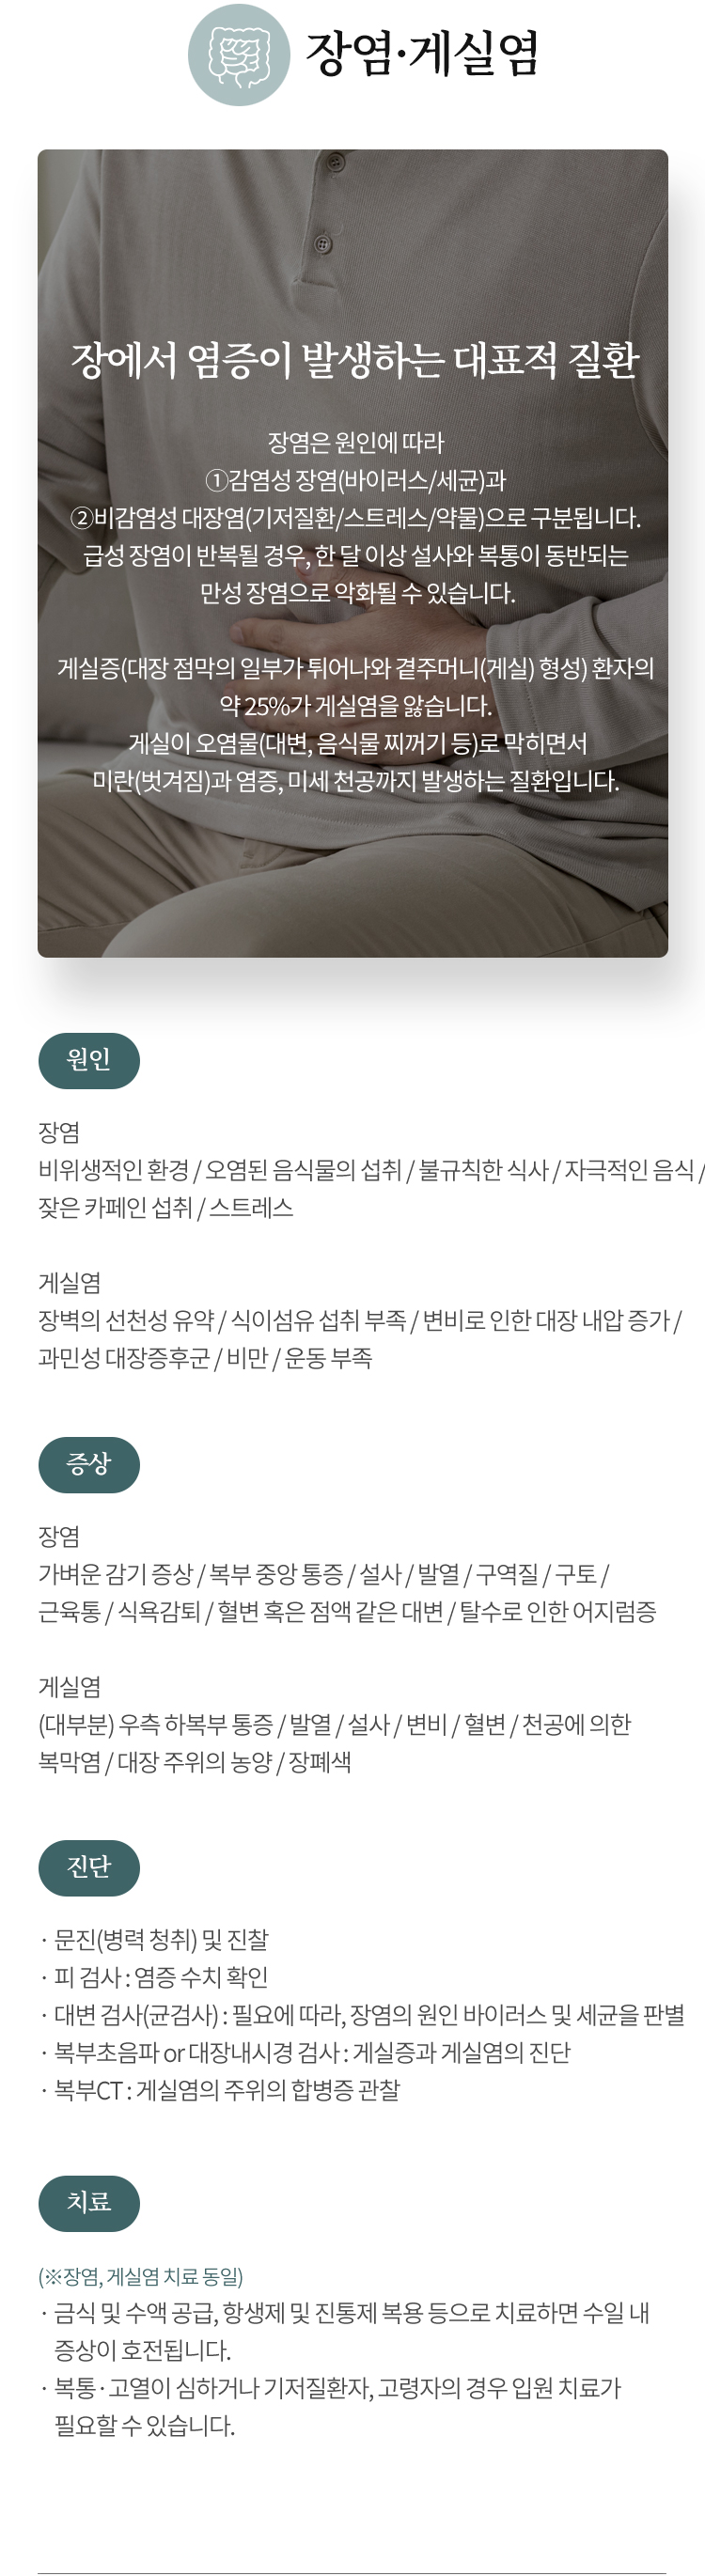 장염·게실염
장에서 염증이 발생하는 대표적 질환
장염은 원인에 따라
①감염성 장염(바이러스/세균)과
②비감염성 대장염(기저질환/스트레스/약물)으로 구분됩니다.
급성 장염이 반복될 경우, 한 달 이상 설사와 복통이 동반되는
만성 장염으로 악화될 수 있습니다.
게실증(대장 점막의 일부가 튀어나와 곁주머니(게실) 형성) 환자의
약 25%가 게실염을 앓습니다.
게실이 오염물(대변, 음식물 찌꺼기 등)로 막히면서
미란(벗겨짐)과 염증, 미세 천공까지 발생하는 질환입니다.
원인
장염
비위생적인 환경 / 오염된 음식물의 섭취 / 불규칙한 식사 / 자극적인 음식 /
잦은 카페인 섭취 / 스트레스
게실염
장벽의 선천성 유약 / 식이섬유 섭취 부족 / 변비로 인한 대장 내압 증가 /
과민성 대장증후군 / 비만 / 운동 부족
증상
장염
가벼운 감기 증상 / 복부 중앙 통증 / 설사 / 발열 / 구역질 / 구토 /
근육통 / 식욕감퇴 / 혈변 혹은 점액 같은 대변 / 탈수로 인한 어지럼증
게실염
(대부분) 우측 하복부 통증 / 발열 / 설사 / 변비 / 혈변 / 천공에 의한
복막염 / 대장 주위의 농양 / 장폐색
진단
· 문진(병력 청취) 및 진찰
· 피 검사 : 염증 수치 확인
· 대변 검사(균검사) : 필요에 따라, 장염의 원인 바이러스 및 세균을 판별
· 복부초음파 or 대장내시경 검사 : 게실증과 게실염의 진단
· 복부CT : 게실염의 주위의 합병증 관찰
치료
(※장염, 게실염 치료 동일)
· 금식 및 수액 공급, 항생제 및 진통제 복용 등으로 치료하면 수일 내
증상이 호전됩니다.
· 복통 · 고열이 심하거나 기저질환자, 고령자의 경우 입원 치료가
필요할 수 있습니다.